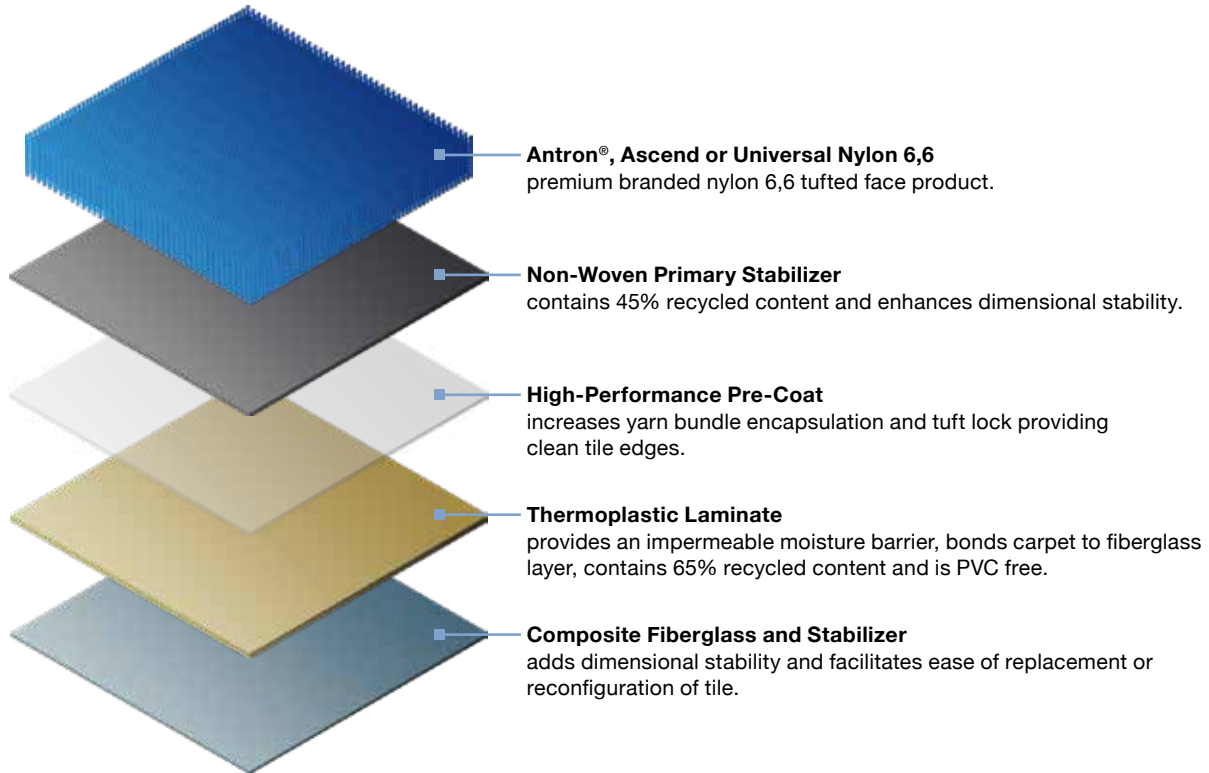 Antron®, Ascend or Universal Nylon 6,6
premium branded nylon 6,6 tufted face product.
Non-Woven Primary Stabilizer
contains 45% recycled content and enhances dimensional stability.
High-Performance Pre-Coat
increases yarn bundle encapsulation and tuft lock providing
clean tile edges.
Thermoplastic Laminate
provides an impermeable moisture barrier, bonds carpet to fiberglass
layer, contains 65% recycled content and is PVC free.
Composite Fiberglass and Stabilizer
adds dimensional stability and facilitates ease of replacement or
reconfiguration of tile.